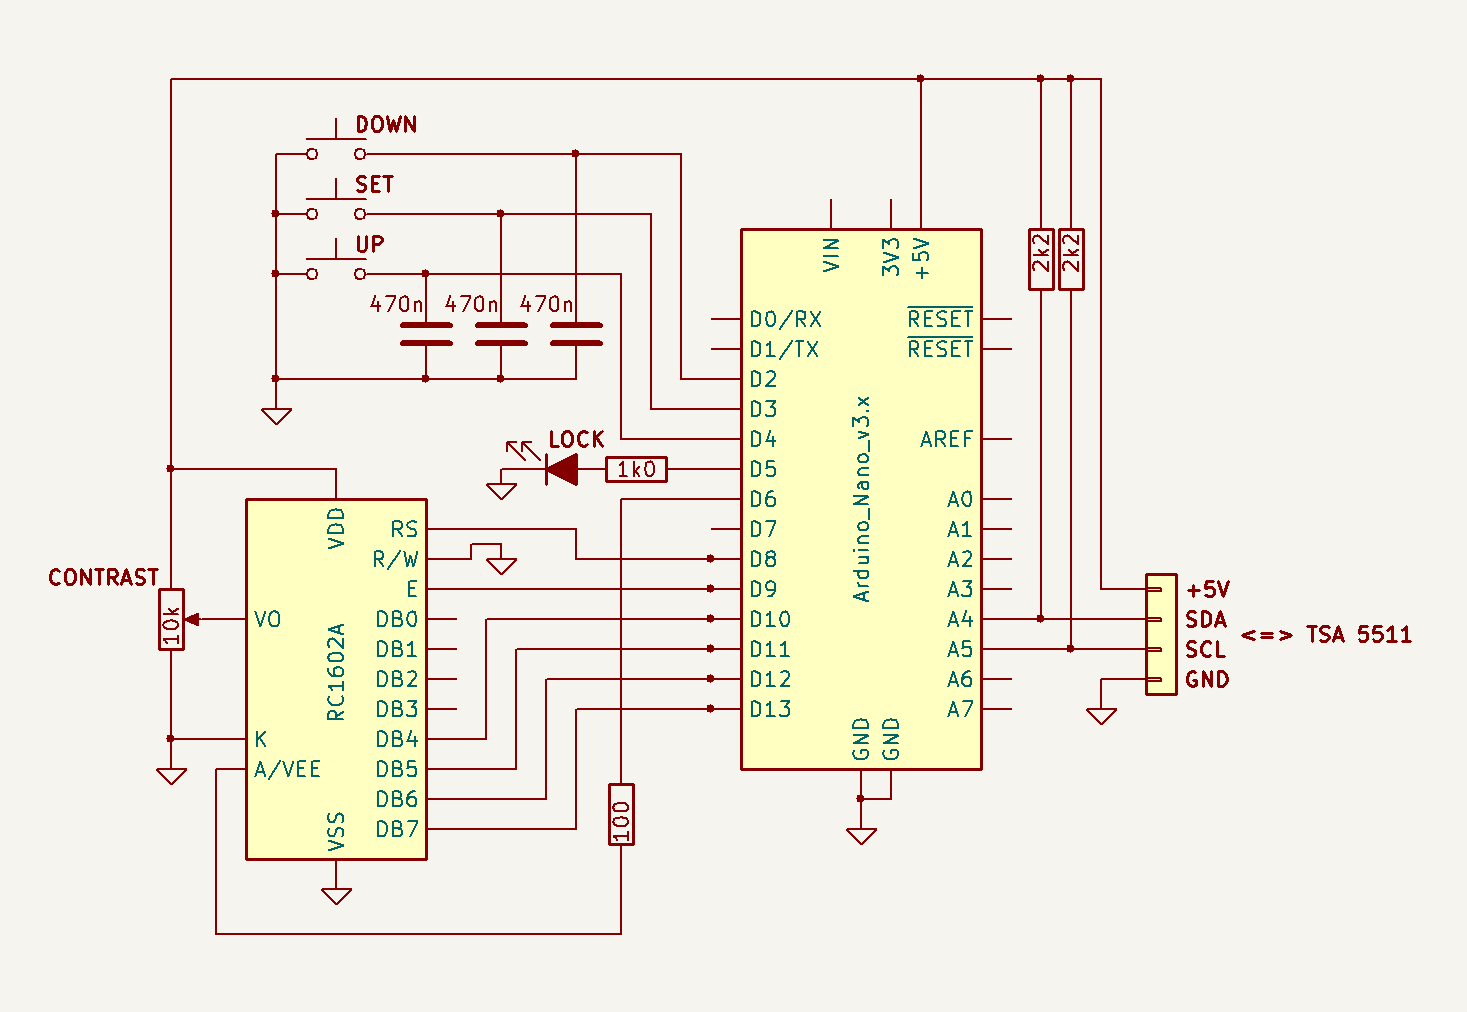 DOWN
SET
UP
470n 470n 470n
LOCK
1k0
VIN 3V3 +5V
2k2 2k2
D0/RX RESET
D1/TX RESET
D2
D3
D4 AREF
D5
D6 A0
D7 A1
D8 A2
D9 A3
D10 A4
D11 A5
D12 A6
D13 A7
GND GND
Arduino_Nano_v3.x
CONTRAST
10k
VDD
RS
R/W
E
VO DB0
DB1
DB2
DB3
K DB4
A/VEE DB5
DB6
DB7
VSS
RC1602A
100
+5V
SDA
SCL
GND
<=> TSA 5511